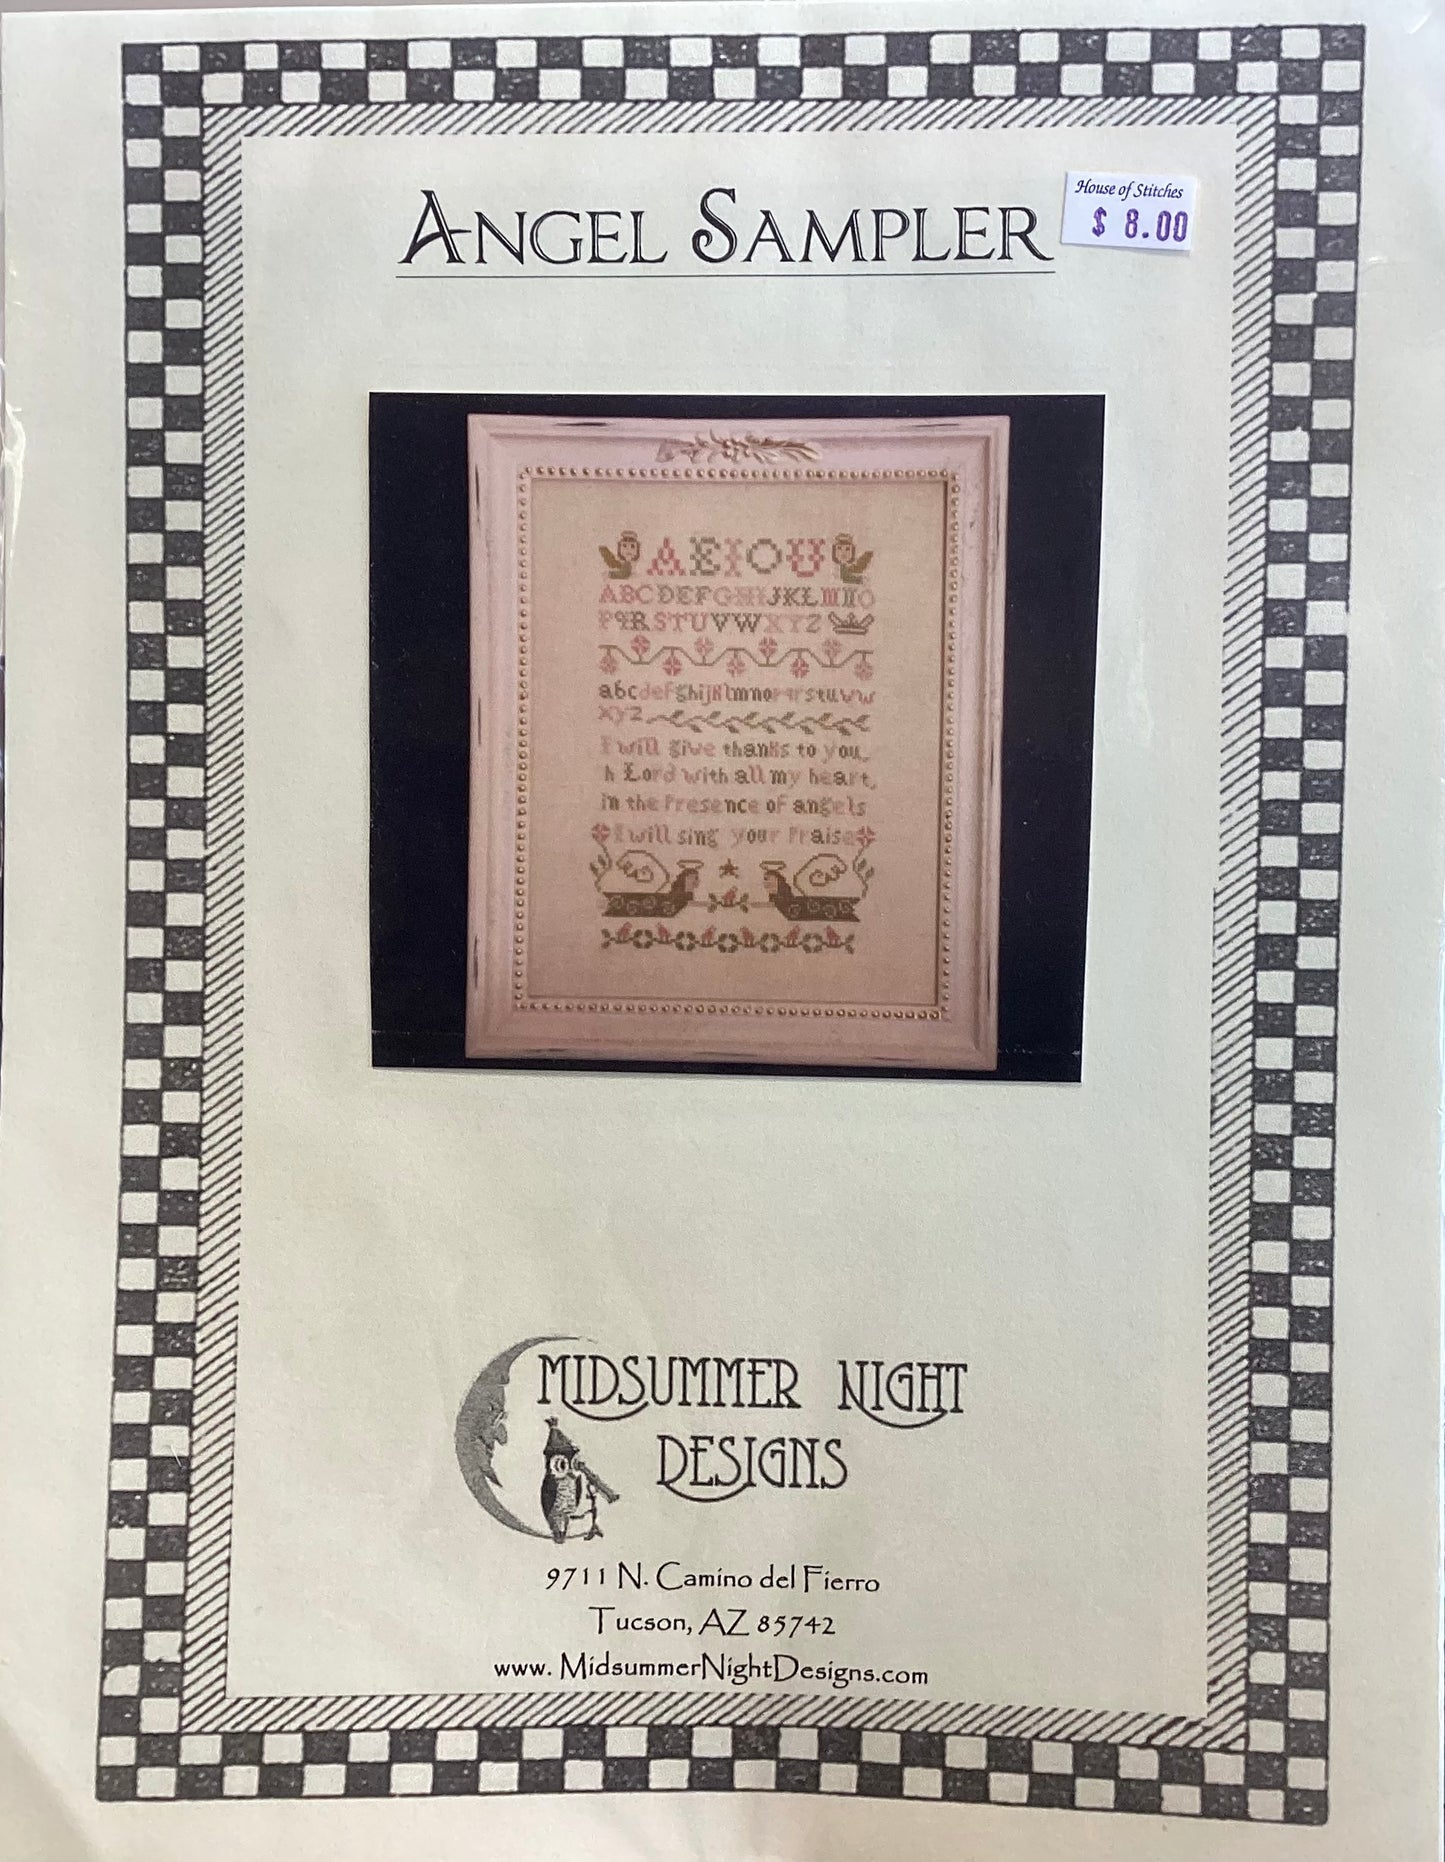 ANGEL SAMPLER
House of Stitches
$ 8.00
AEIOU
ABCDEFGHIJKLMNO
PQRSTUVWXYZ
abcdefghijklmnopqrstuvw
xyz
I will give thanks to you,
h Lord with all my heart,
in the presence of angels
I will sing your praise
MIDSUMMER NIGHT
DESIGNS
9711 N. Camino del Fierro
Tucson, AZ 85742
www. MidsummerNightDesigns.com